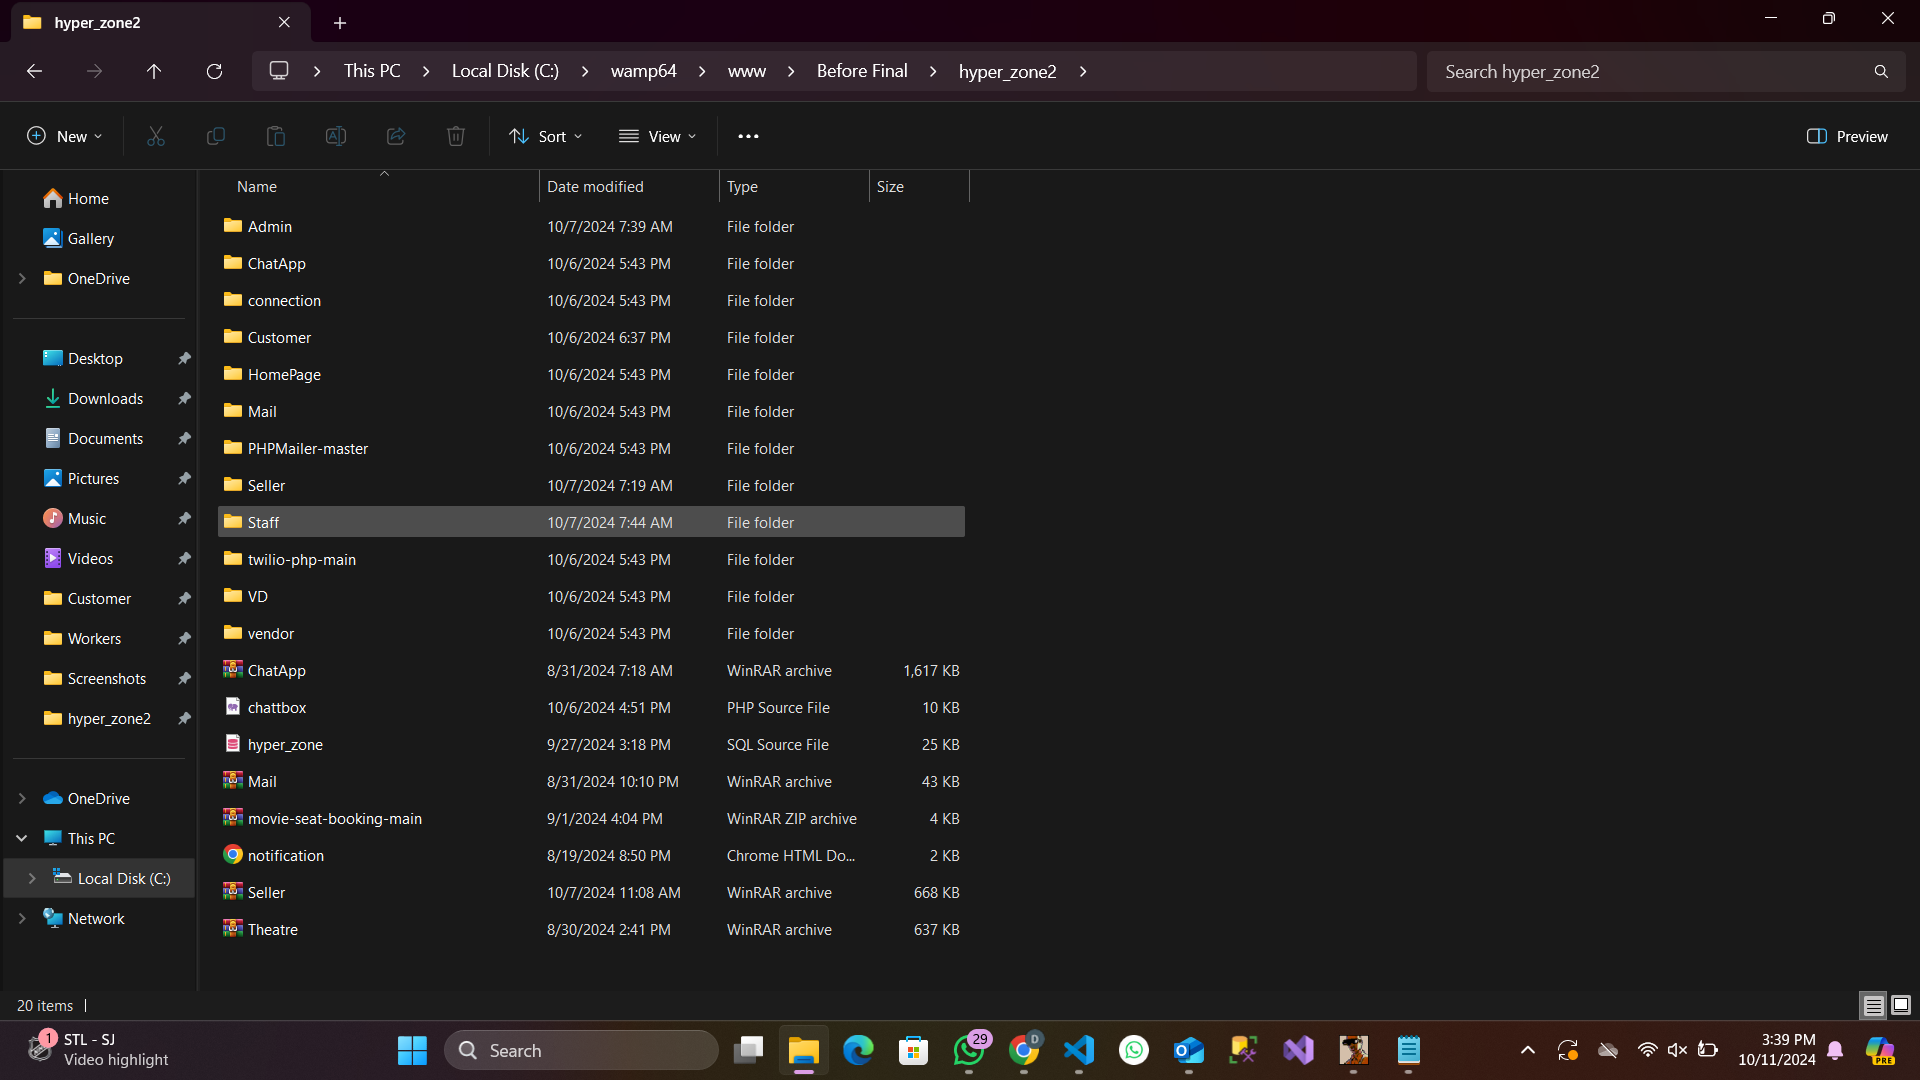 hyper_zone2
This PC
Local Disk (C:)
wamp64
www
Before Final
hyper_zone2
Search hyper_zone2
New
Sort
View
Preview
Home
Gallery
OneDrive
Desktop
Downloads
Documents
Pictures
Music
Videos
Customer
Workers
Screenshots
hyper_zone2
OneDrive
This PC
Local Disk (C:)
Network
Name Date modified Type Size
Admin 10/7/2024 7:39 AM File folder
ChatApp 10/6/2024 5:43 PM File folder
connection 10/6/2024 5:43 PM File folder
Customer 10/6/2024 6:37 PM File folder
HomePage 10/6/2024 5:43 PM File folder
Mail 10/6/2024 5:43 PM File folder
PHPMailer-master 10/6/2024 5:43 PM File folder
Seller 10/7/2024 7:19 AM File folder
Staff 10/7/2024 7:44 AM File folder
twilio-php-main 10/6/2024 5:43 PM File folder
VD 10/6/2024 5:43 PM File folder
vendor 10/6/2024 5:43 PM File folder
ChatApp 8/31/2024 7:18 AM WinRAR archive 1,617 KB
chattbox 10/6/2024 4:51 PM PHP Source File 10 KB
hyper_zone 9/27/2024 3:18 PM SQL Source File 25 KB
Mail 8/31/2024 10:10 PM WinRAR archive 43 KB
movie-seat-booking-main 9/1/2024 4:04 PM WinRAR ZIP archive 4 KB
notification 8/19/2024 8:50 PM Chrome HTML Do... 2 KB
Seller 10/7/2024 11:08 AM WinRAR archive 668 KB
Theatre 8/30/2024 2:41 PM WinRAR archive 637 KB
20 items
1
STL - SJ
Video highlight
Search
29
D
3:39 PM
10/11/2024
PRE